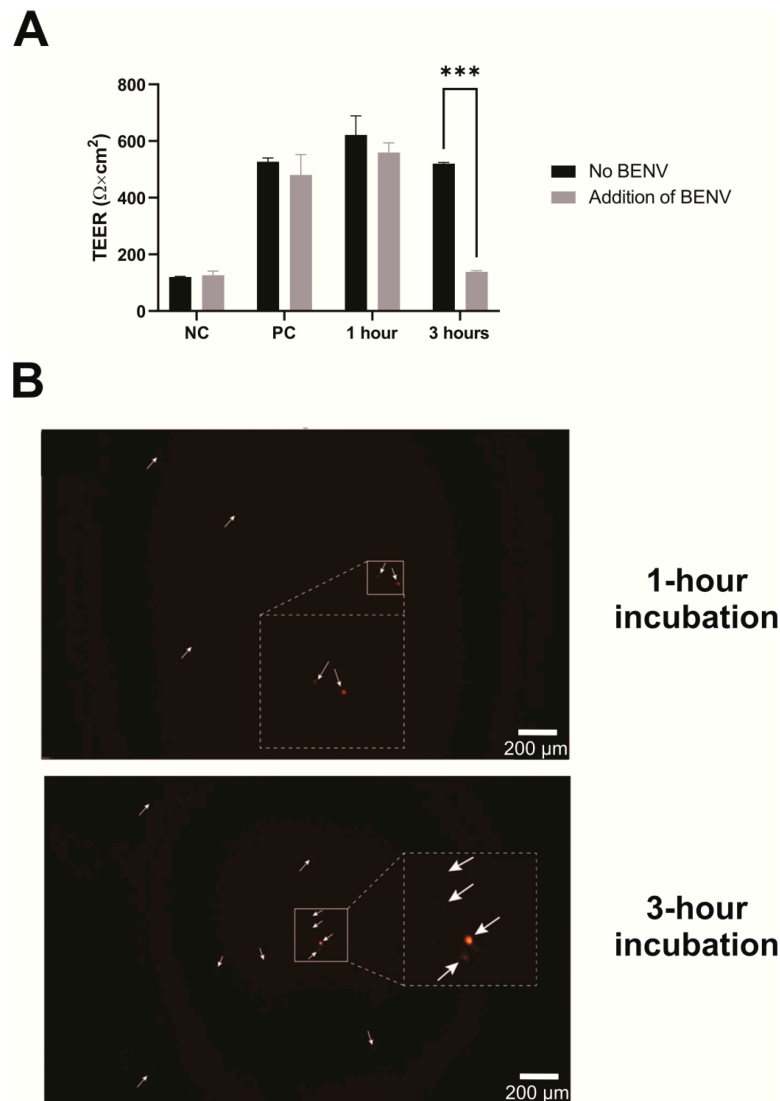 A
***
800
600
400
200
0
TEER (Ω×cm²)
NC PC 1 hour 3 hours
No BENV
Addition of BENV
B
200 µm
1-hour
incubation
200 µm
3-hour
incubation